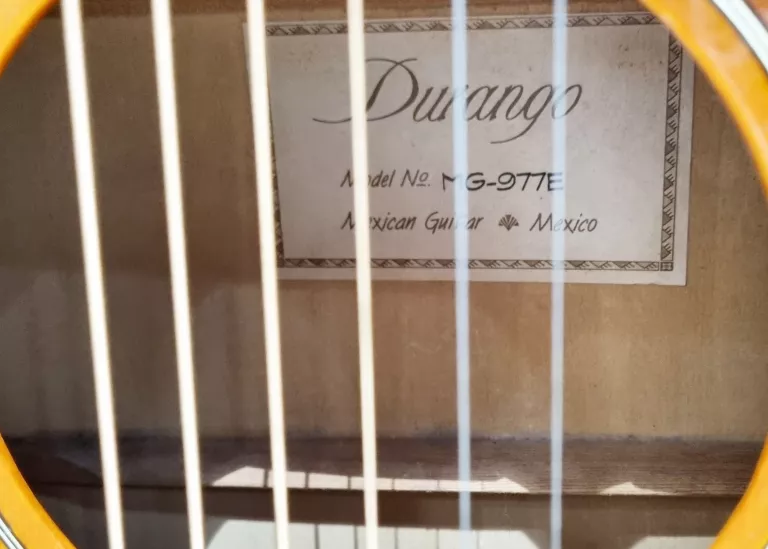 Durango
Model No. MG-977E
Mexican Guitar Mexico